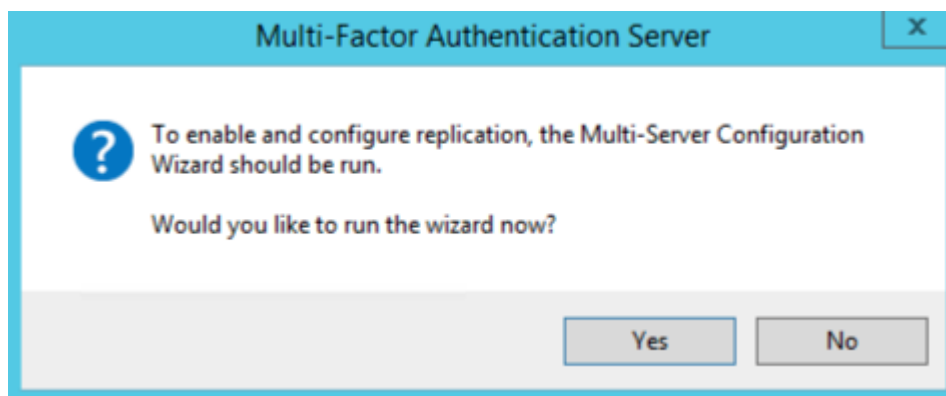 Multi-Factor Authentication Server
x
To enable and configure replication, the Multi-Server Configuration
Wizard should be run.
Would you like to run the wizard now?
Yes No